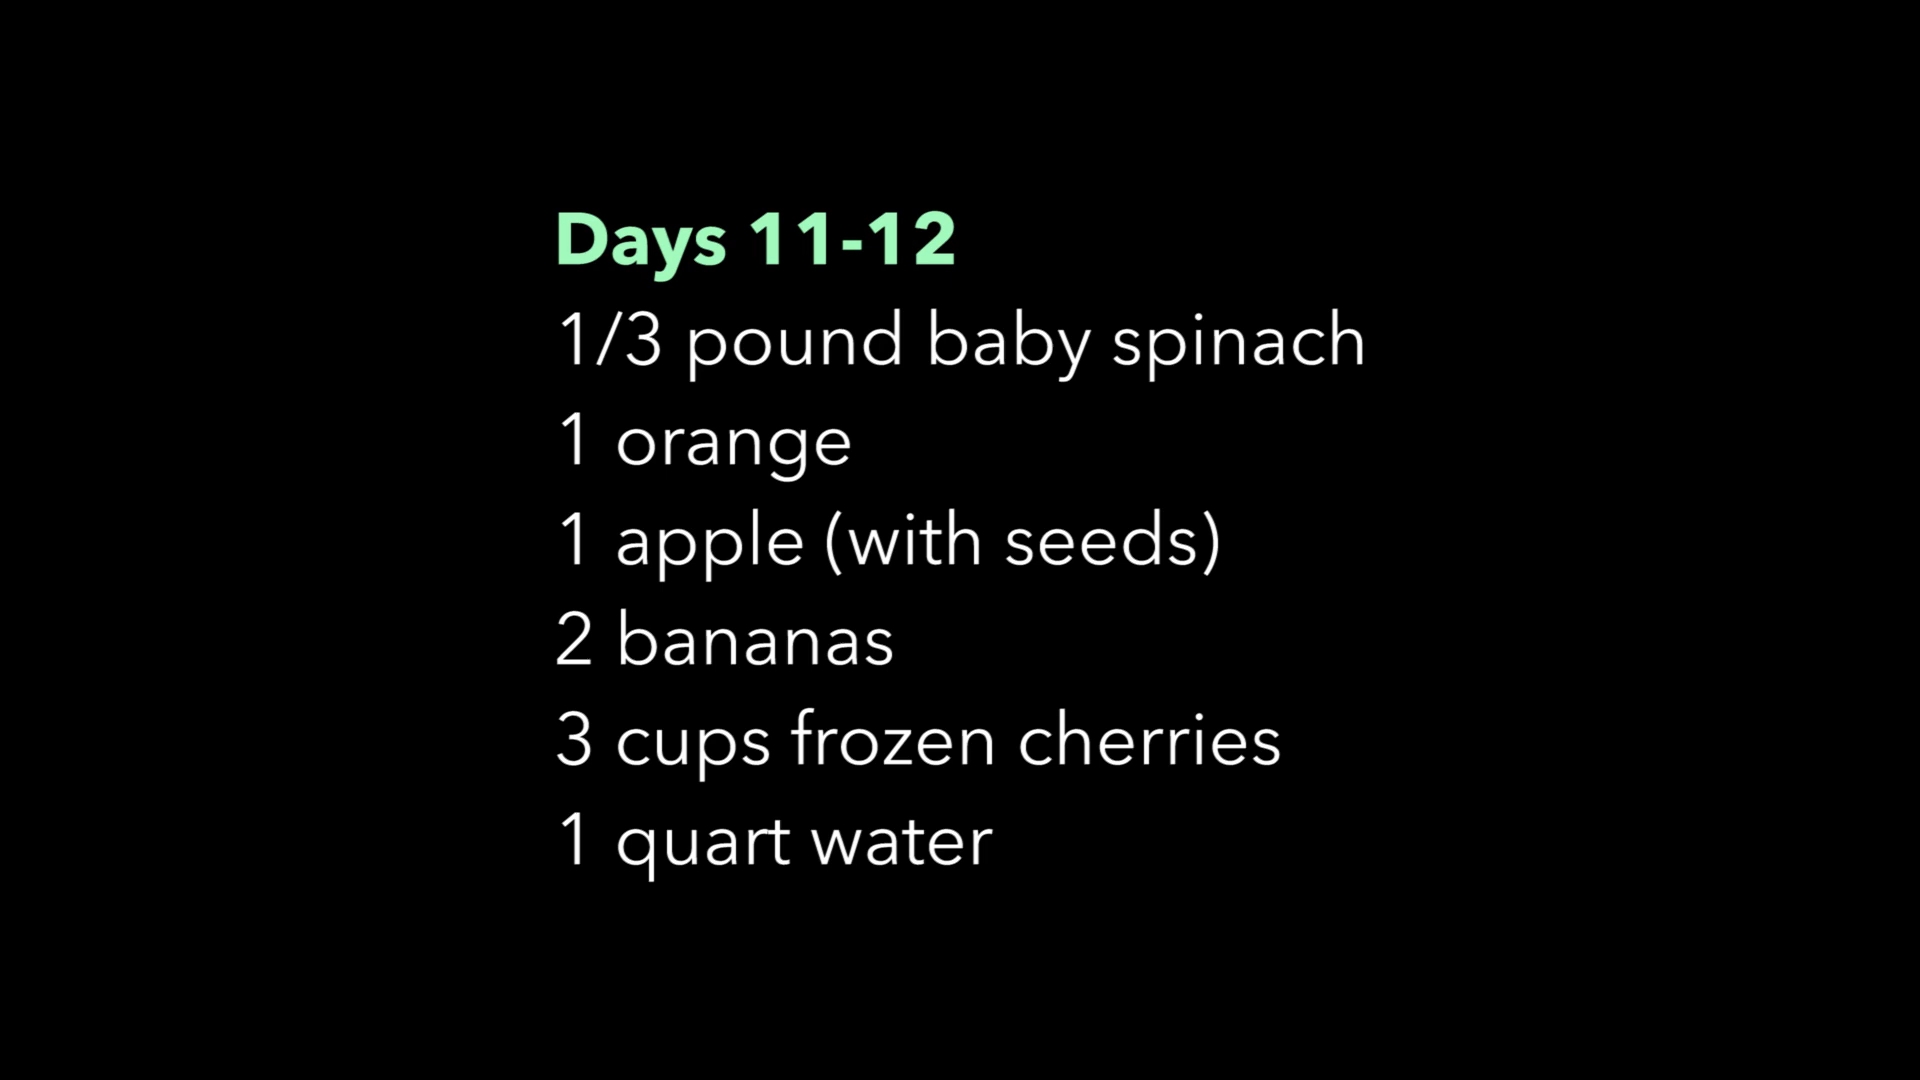 Days 11-12
1/3 pound baby spinach
1 orange
1 apple (with seeds)
2 bananas
3 cups frozen cherries
1 quart water